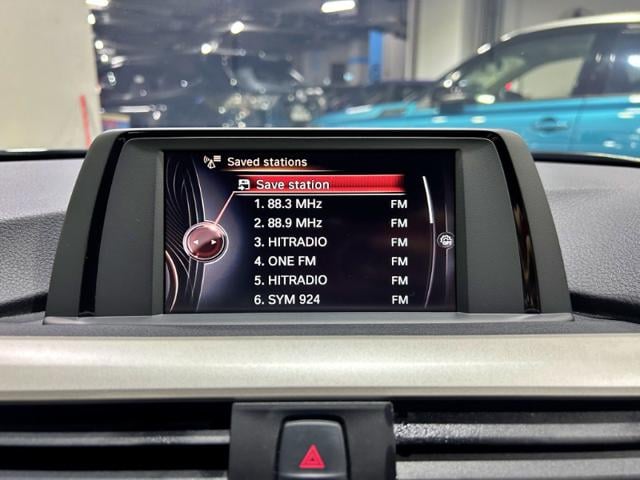 Saved stations
Save station
1. 88.3 MHz FM
2. 88.9 MHz FM
3. HITRADIO FM
4. ONE FM FM
5. HITRADIO FM
6. SYM 924 FM